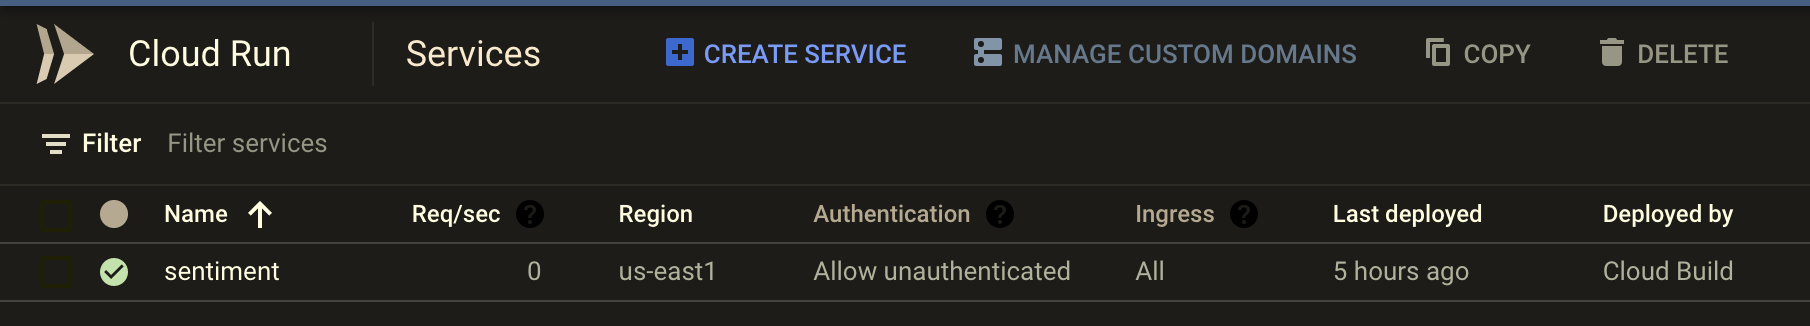 Cloud Run Services CREATE SERVICE MANAGE CUSTOM DOMAINS COPY DELETE
Filter Filter services
Name Req/sec ? Region Authentication ? Ingress ? Last deployed Deployed by
sentiment 0 us-east1 Allow unauthenticated All 5 hours ago Cloud Build